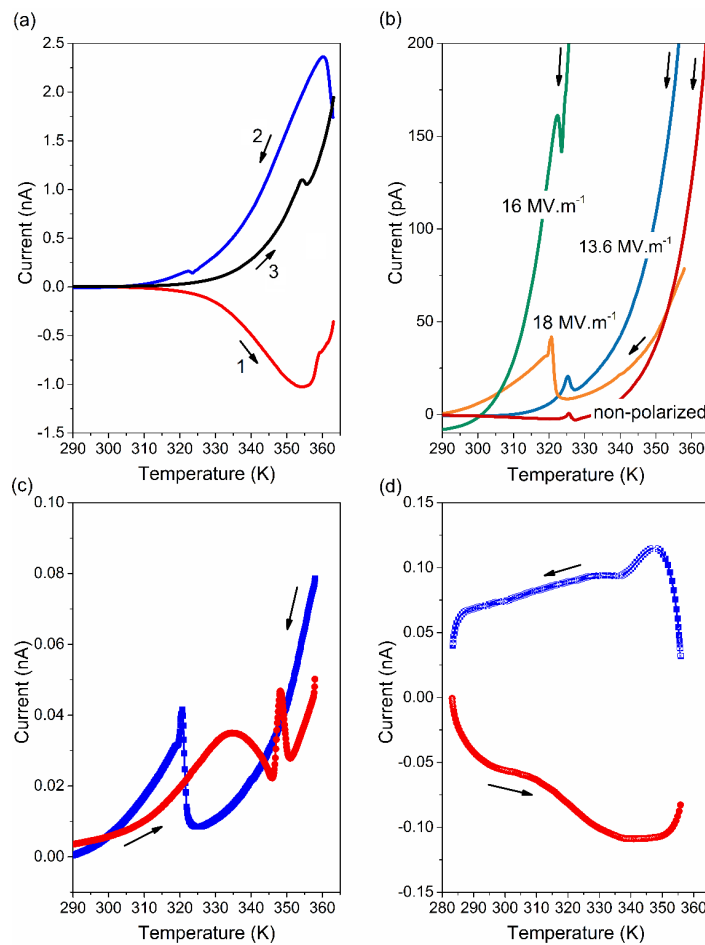 (a)
2.5
2.0
1.5
1.0
0.5
0.0
-0.5
-1.0
-1.5
Current (nA)
2
3
1
290 300 310 320 330 340 350 360
Temperature (K)
(b)
200
150
100
50
0
Current (pA)
16 MV.m⁻¹
13.6 MV.m⁻¹
18 MV.m⁻¹
non-polarized
290 300 310 320 330 340 350 360
Temperature (K)
(c)
0.10
0.08
0.06
0.04
0.02
0.00
Current (nA)
290 300 310 320 330 340 350 360
Temperature (K)
(d)
0.15
0.10
0.05
0.00
-0.05
-0.10
-0.15
Current (nA)
280 290 300 310 320 330 340 350 360
Temperature (K)